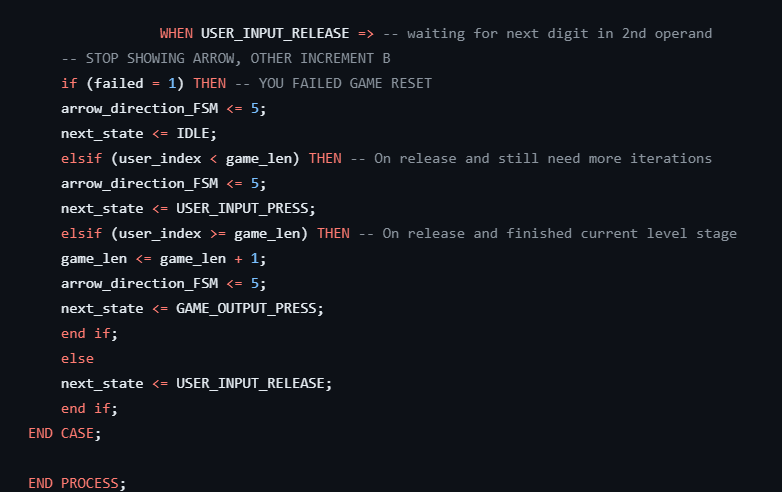 WHEN USER_INPUT_RELEASE => -- waiting for next digit in 2nd operand
-- STOP SHOWING ARROW, OTHER INCREMENT B
if (failed = 1) THEN -- YOU FAILED GAME RESET
arrow_direction_FSM <= 5;
next_state <= IDLE;
elsif (user_index < game_len) THEN -- On release and still need more iterations
arrow_direction_FSM <= 5;
next_state <= USER_INPUT_PRESS;
elsif (user_index >= game_len) THEN -- On release and finished current level stage
game_len <= game_len + 1;
arrow_direction_FSM <= 5;
next_state <= GAME_OUTPUT_PRESS;
end if;
else
next_state <= USER_INPUT_RELEASE;
end if;
END CASE;
END PROCESS;